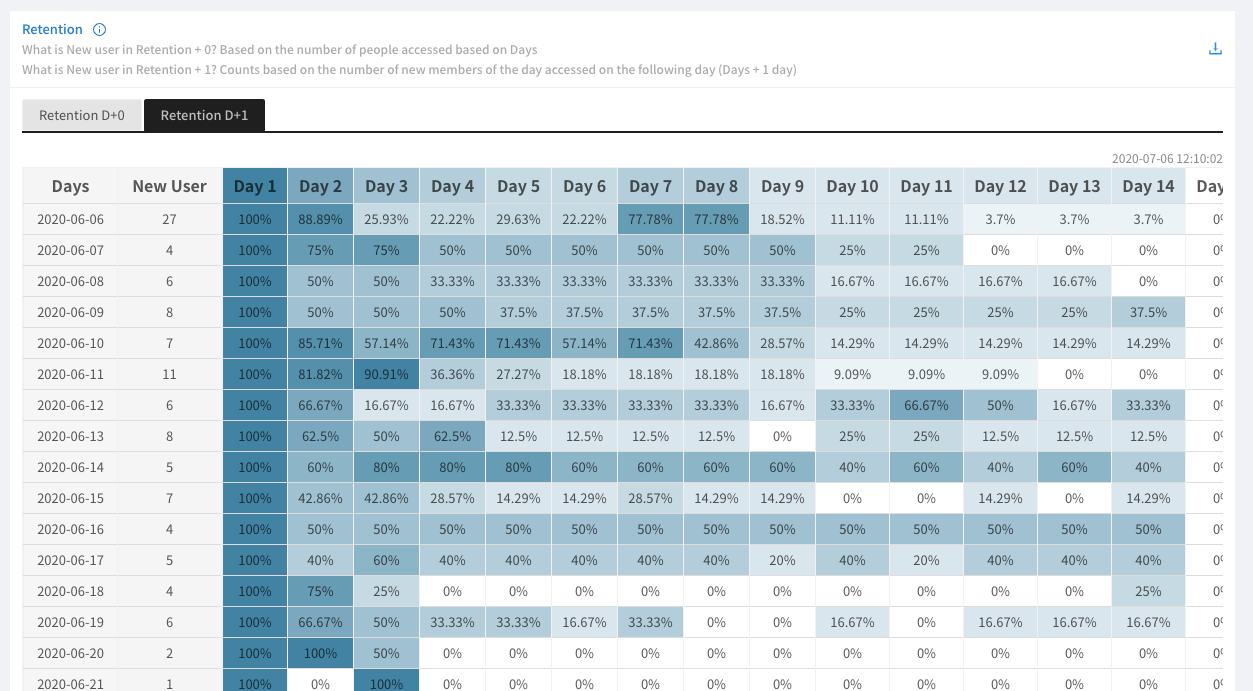 Retention
What is New user in Retention + 0? Based on the number of people accessed based on Days
What is New user in Retention + 1? Counts based on the number of new members of the day accessed on the following day (Days + 1 day)
Retention D+0 Retention D+1
2020-07-06 12:10:02
Days New User Day 1 Day 2 Day 3 Day 4 Day 5 Day 6 Day 7 Day 8 Day 9 Day 10 Day 11 Day 12 Day 13 Day 14 Day
2020-06-06 27 100% 88.89% 25.93% 22.22% 29.63% 22.22% 77.78% 77.78% 18.52% 11.11% 11.11% 3.7% 3.7% 3.7% 0%
2020-06-07 4 100% 75% 75% 50% 50% 50% 50% 50% 50% 25% 25% 0% 0% 0% 0%
2020-06-08 6 100% 50% 50% 33.33% 33.33% 33.33% 33.33% 33.33% 33.33% 16.67% 16.67% 16.67% 16.67% 0% 0%
2020-06-09 8 100% 50% 50% 50% 37.5% 37.5% 37.5% 37.5% 37.5% 25% 25% 25% 25% 37.5% 0%
2020-06-10 7 100% 85.71% 57.14% 71.43% 71.43% 57.14% 71.43% 42.86% 28.57% 14.29% 14.29% 14.29% 14.29% 14.29% 0%
2020-06-11 11 100% 81.82% 90.91% 36.36% 27.27% 18.18% 18.18% 18.18% 18.18% 9.09% 9.09% 9.09% 0% 0% 0%
2020-06-12 6 100% 66.67% 16.67% 16.67% 33.33% 33.33% 33.33% 33.33% 16.67% 33.33% 66.67% 50% 16.67% 33.33% 0%
2020-06-13 8 100% 62.5% 50% 62.5% 12.5% 12.5% 12.5% 12.5% 0% 25% 25% 12.5% 12.5% 12.5% 0%
2020-06-14 5 100% 60% 80% 80% 80% 60% 60% 60% 60% 40% 60% 40% 60% 40% 0%
2020-06-15 7 100% 42.86% 42.86% 28.57% 14.29% 14.29% 28.57% 14.29% 14.29% 0% 0% 14.29% 0% 14.29% 0%
2020-06-16 4 100% 50% 50% 50% 50% 50% 50% 50% 50% 50% 50% 50% 50% 50% 0%
2020-06-17 5 100% 40% 60% 40% 40% 40% 40% 40% 20% 40% 20% 40% 40% 40% 0%
2020-06-18 4 100% 75% 25% 0% 0% 0% 0% 0% 0% 0% 0% 0% 0% 25% 0%
2020-06-19 6 100% 66.67% 50% 33.33% 33.33% 16.67% 33.33% 0% 0% 16.67% 0% 16.67% 16.67% 16.67% 0%
2020-06-20 2 100% 100% 50% 0% 0% 0% 0% 0% 0% 0% 0% 0% 0% 0% 0%
2020-06-21 1 100% 0% 100% 0% 0% 0% 0% 0% 0% 0% 0% 0% 0% 0% 0%